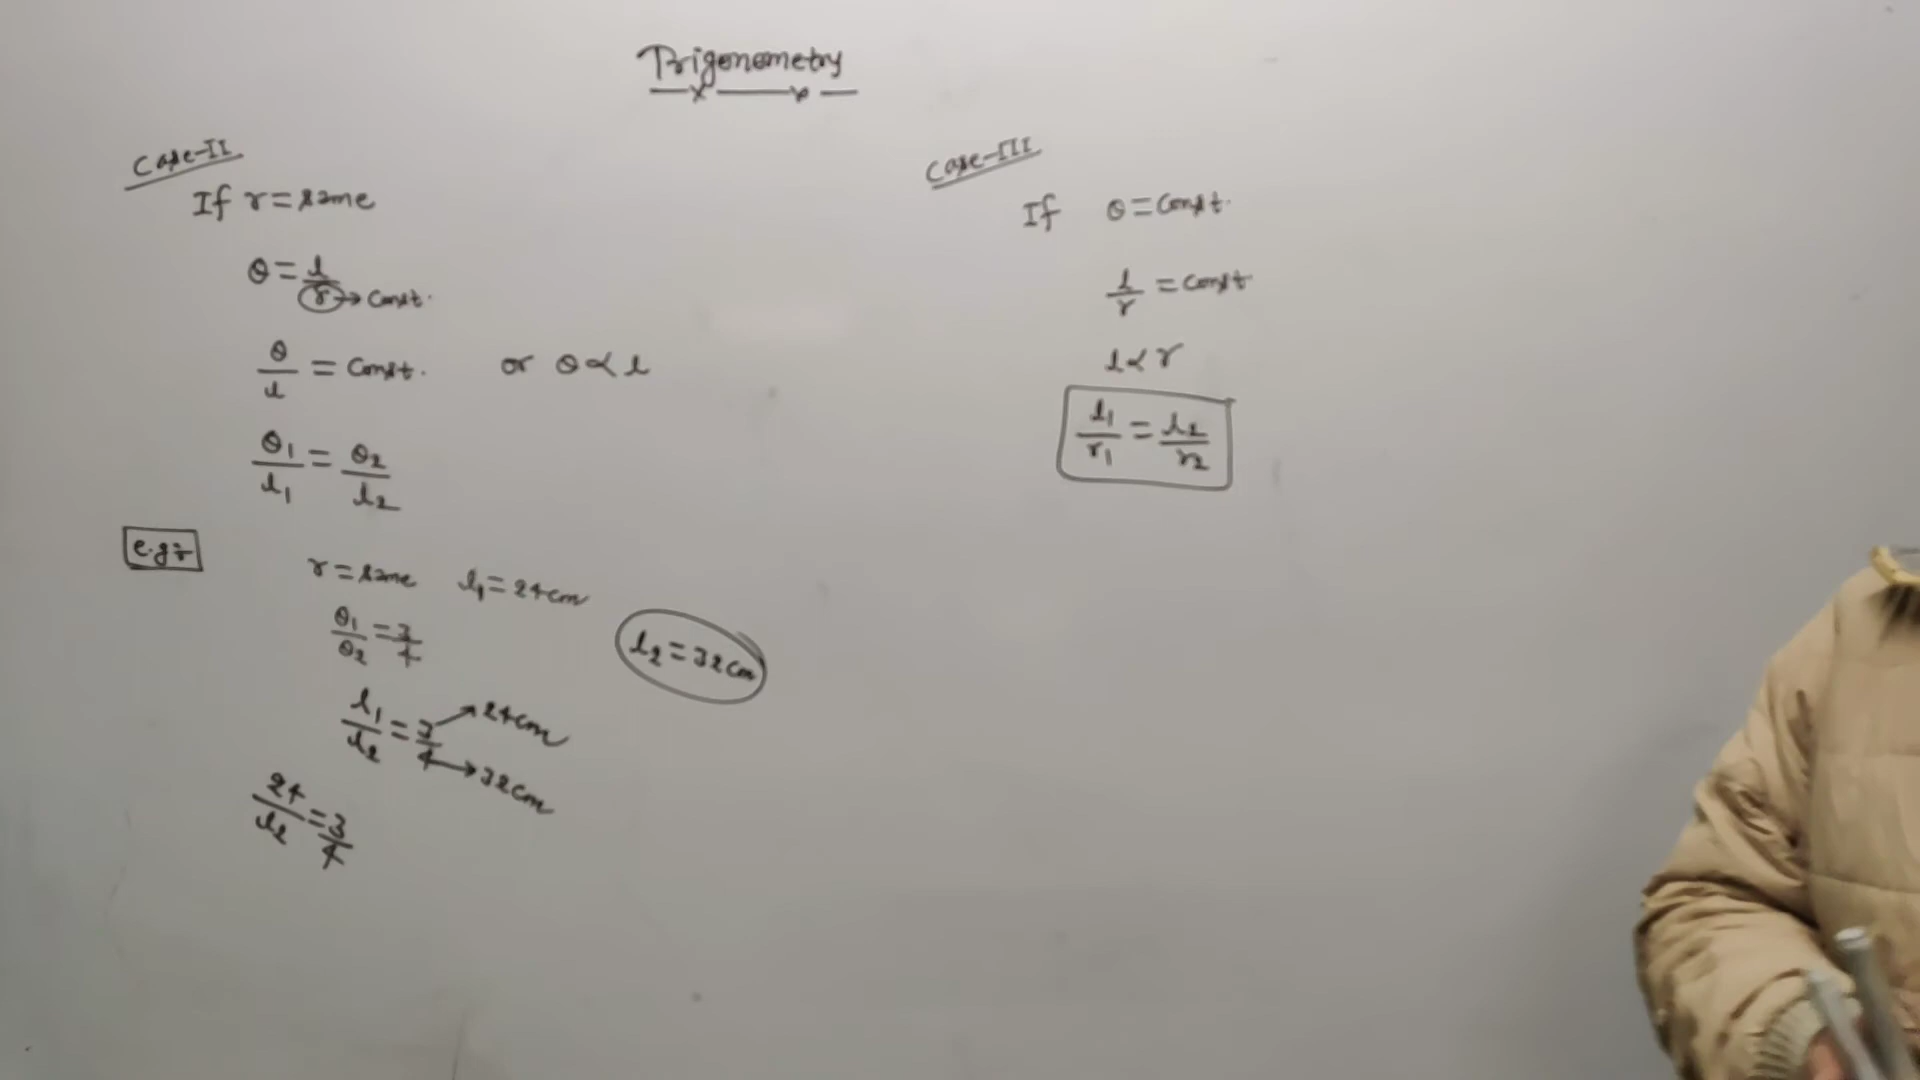 Trigonometry
Case-II
If r = same
θ = l/r → Const.
θ/l = Const. or θ ∝ l
θ1/l1 = θ2/l2
e.g:-
r = same l1 = 24cm
θ1/θ2 = 3/4
l2 = 32cm
l1/l2 = 3/4 → 24cm → 32cm
24/l2 = 3/4
Case-III
If θ = Const.
l/r = Const
l ∝ r
l1/r1 = l2/r2